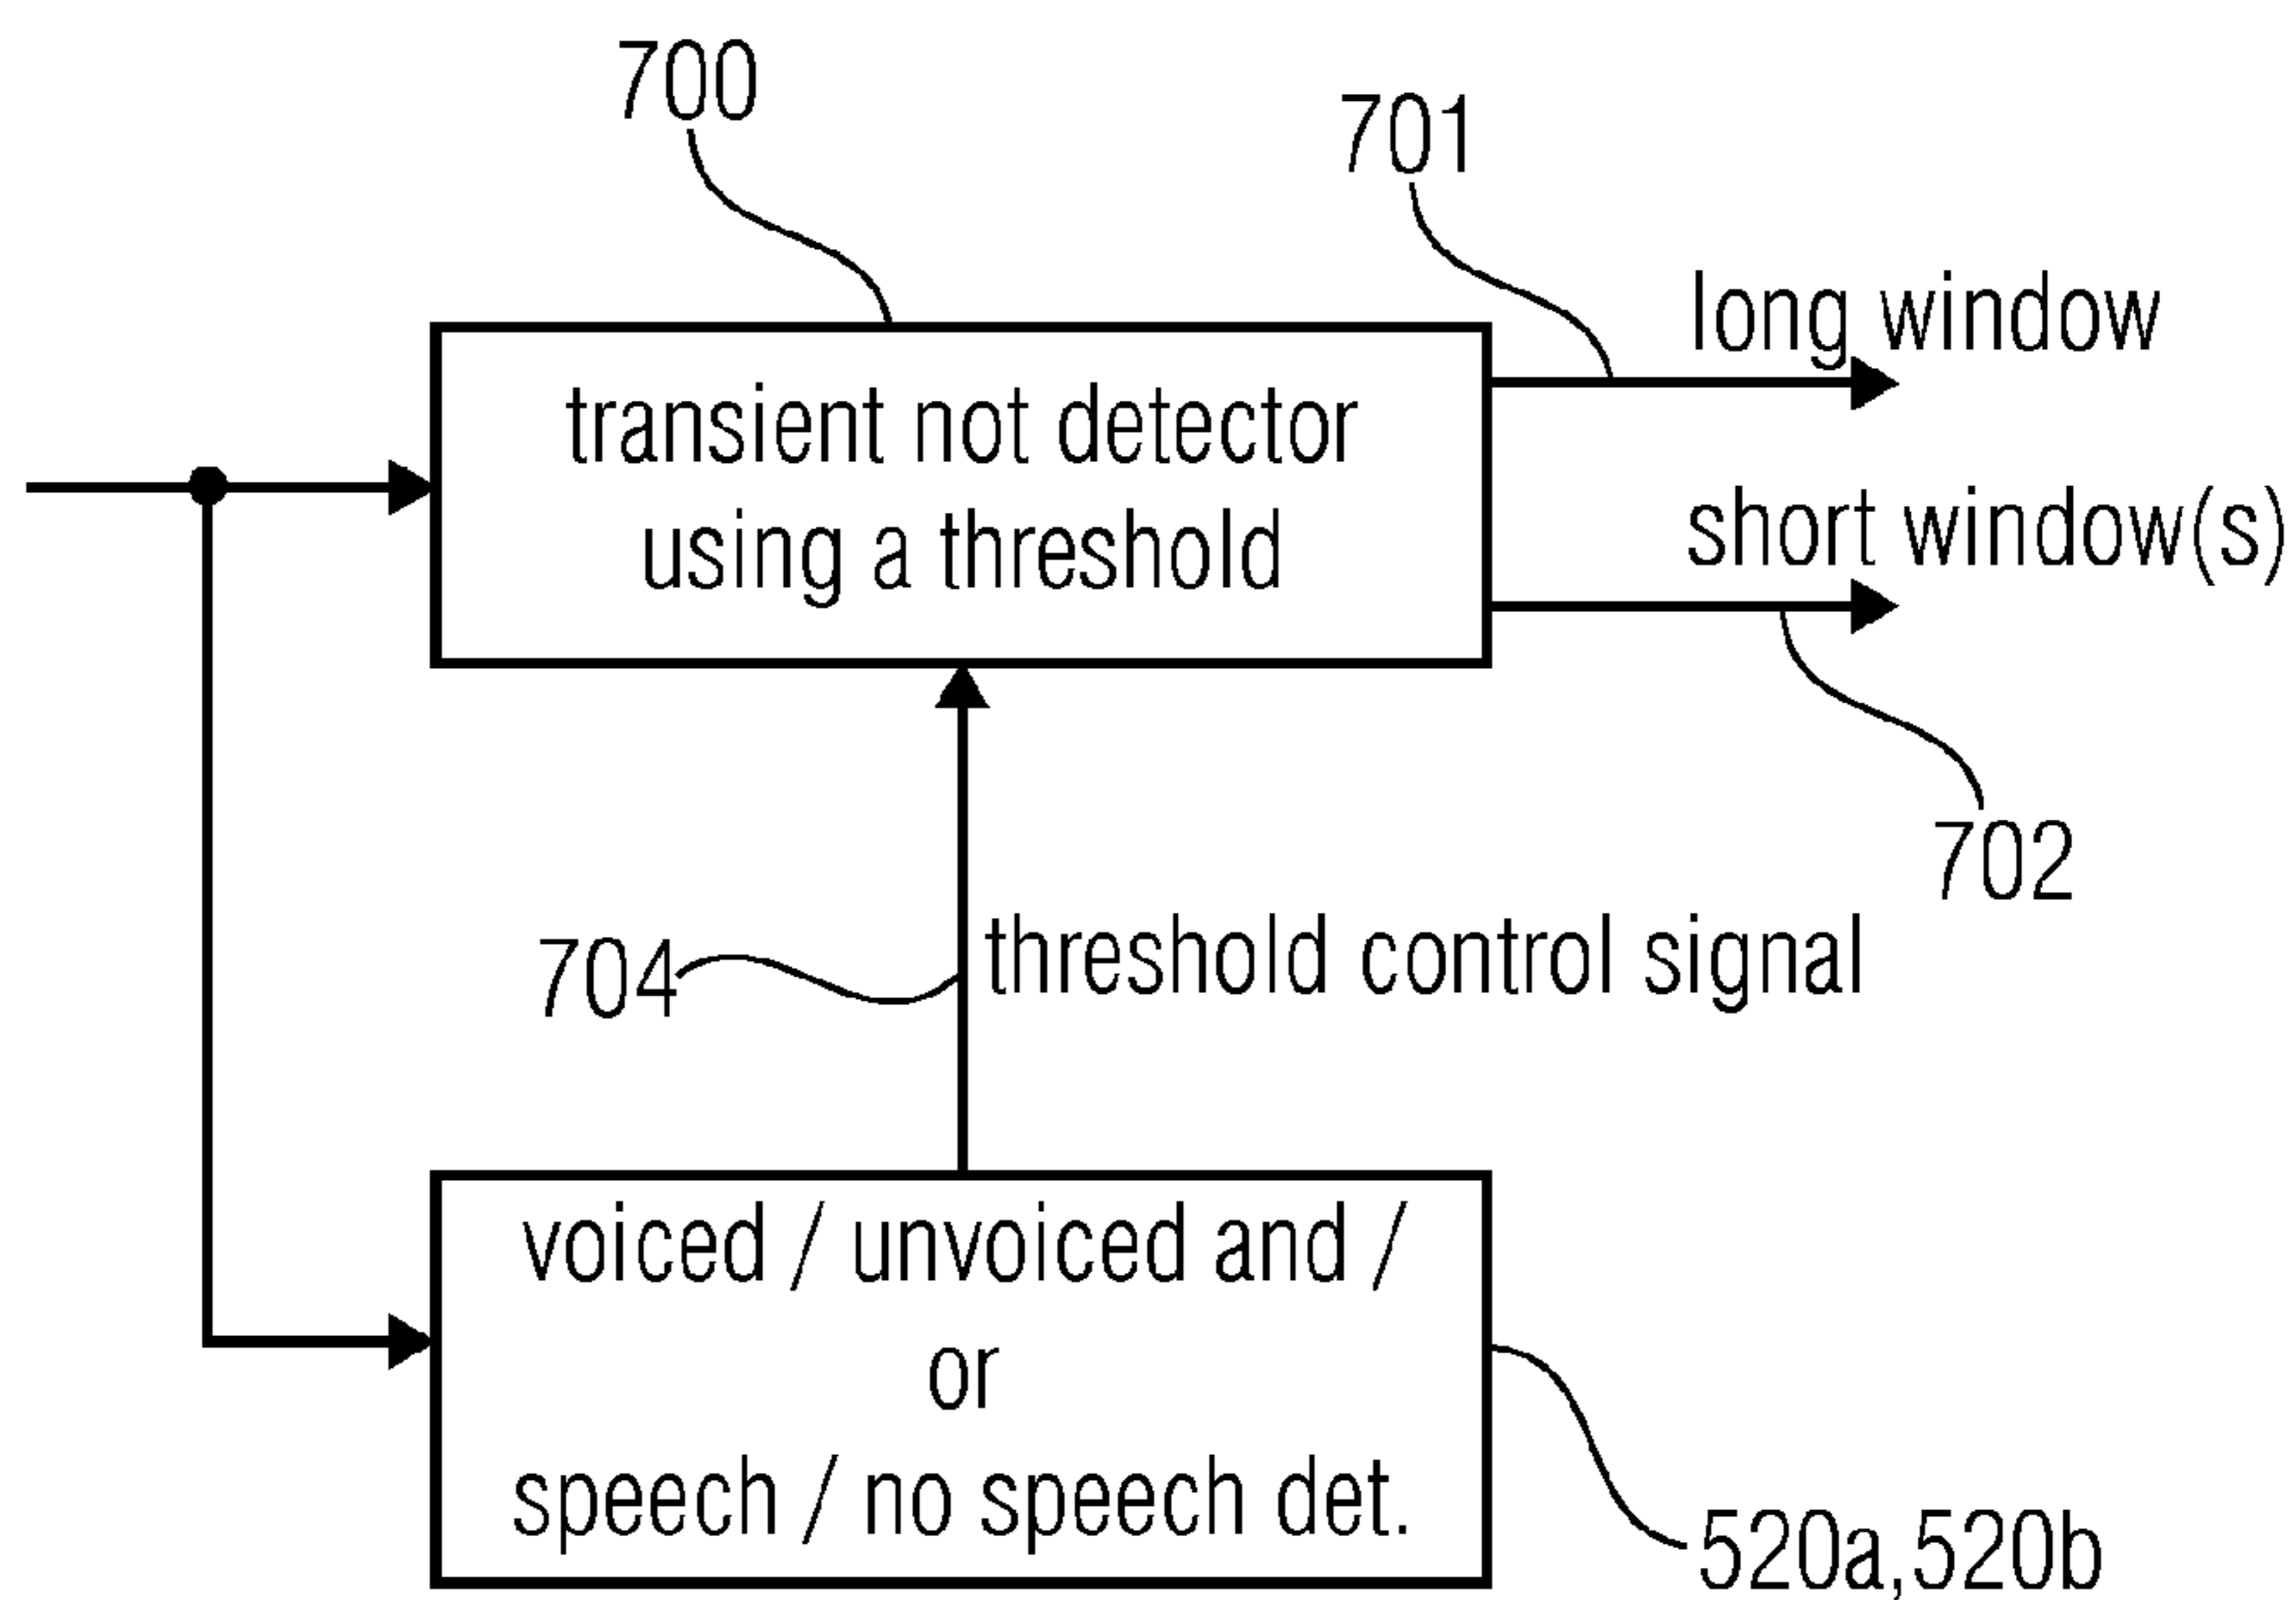 700
701
long window
transient not detector
using a threshold
short window(s)
702
704
threshold control signal
voiced / unvoiced and /
or
speech / no speech det.
520a,520b